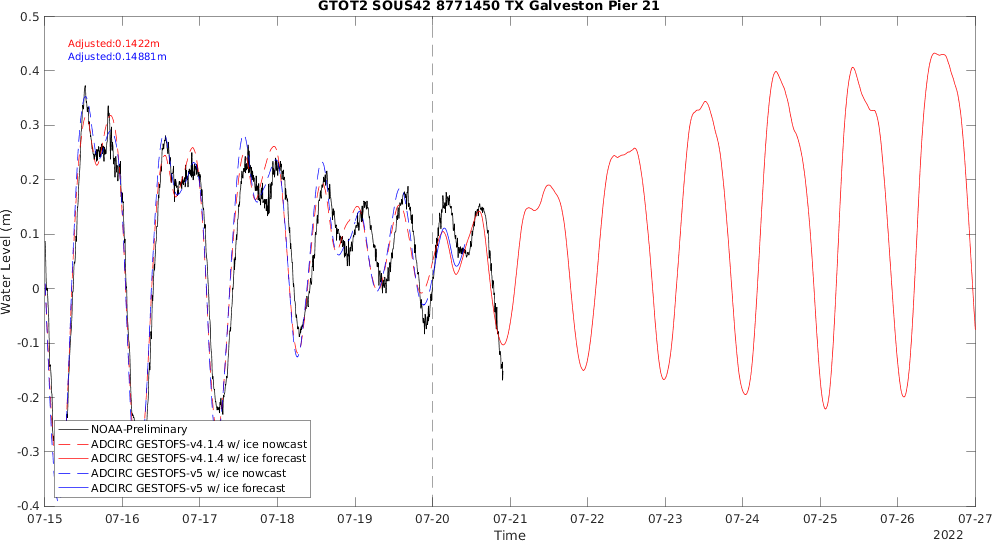 GTOT2 SOUS42 8771450 TX Galveston Pier 21
Adjusted:0.1422m
Adjusted:0.14881m
Water Level (m)
0.5
0.4
0.3
0.2
0.1
0
-0.1
-0.2
-0.3
-0.4
NOAA-Preliminary
ADCIRC GESTOFS-v4.1.4 w/ ice nowcast
ADCIRC GESTOFS-v4.1.4 w/ ice forecast
ADCIRC GESTOFS-v5 w/ ice nowcast
ADCIRC GESTOFS-v5 w/ ice forecast
07-15 07-16 07-17 07-18 07-19 07-20 07-21 07-22 07-23 07-24 07-25 07-26 07-27
Time
2022